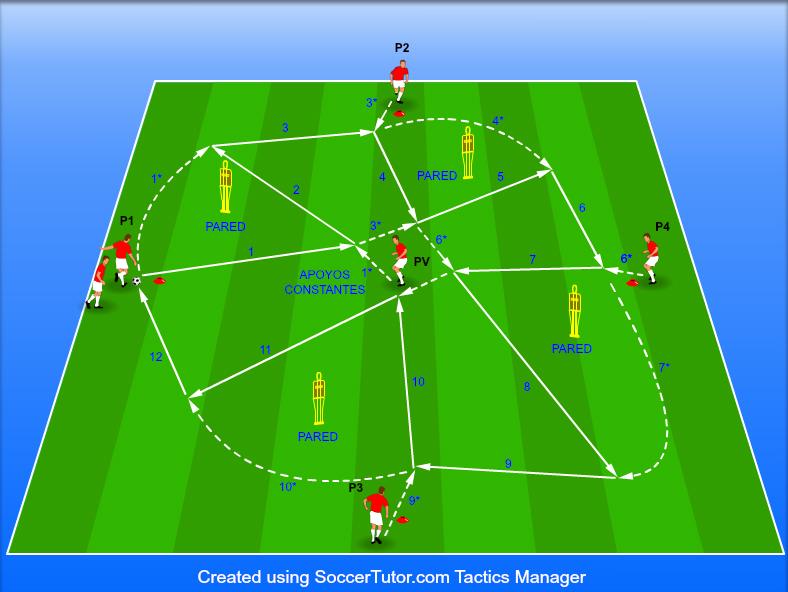 P2
3*
3
4*
1*
2
4
PARED
5
P1
PARED
3*
6
6*
P4
1
PV
7
6*
1*
APOYOS
CONSTANTES
PARED
12
11
7*
10
8
PARED
9
P3
10*
9*
Created using SoccerTutor.com Tactics Manager